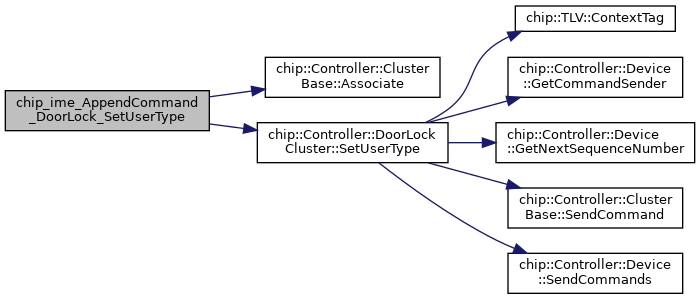 chip_ime_AppendCommand
_DoorLock_SetUserType
chip::Controller::Cluster
Base::Associate
chip::Controller::DoorLock
Cluster::SetUserType
chip::TLV::ContextTag
chip::Controller::Device
::GetCommandSender
chip::Controller::Device
::GetNextSequenceNumber
chip::Controller::Cluster
Base::SendCommand
chip::Controller::Device
::SendCommands